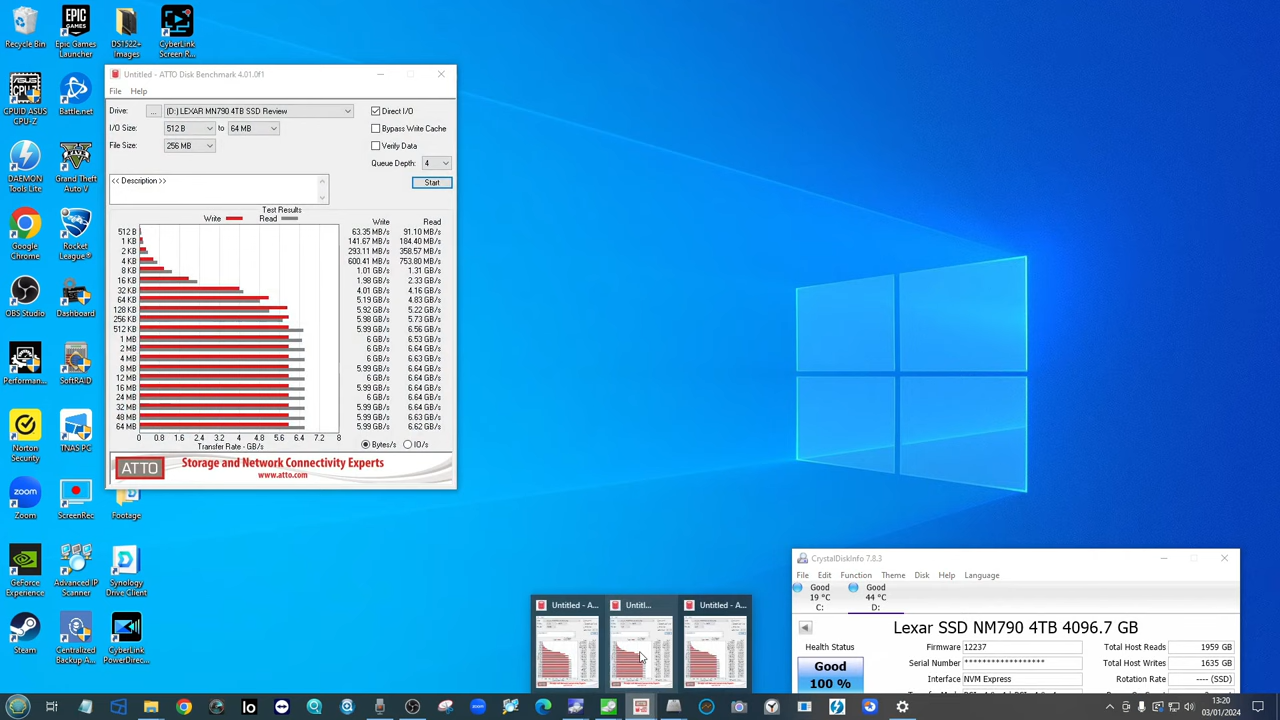 Recycle Bin
Epic Games Launcher
DS1522+ Images
CyberLink Screen R...
CPUID ASUS CPU-Z
Battle.net
DAEMON Tools Lite
Grand Theft Auto V
Google Chrome
Rocket League®
OBS Studio
Dashboard
Performan...
SoftRAID
Norton Security
TNAS PC
Zoom
ScreenRec
Footage
GeForce Experience
Advanced IP Scanner
Synology Drive Client
Steam
Centralized Backup A...
CyberLink PowerDirec...
Untitled - ATTO Disk Benchmark 4.01.0f1
File Help
Drive: ... (D:) LEXAR MN790 4TB SSD Review
Direct I/O
I/O Size: 512 B to 64 MB
Bypass Write Cache
File Size: 256 MB
Verify Data
Queue Depth: 4
<< Description >>
Start
Test Results
Write Read
Write Read
512 B 63.35 MB/s 91.10 MB/s
1 KB 141.67 MB/s 184.40 MB/s
2 KB 293.11 MB/s 358.57 MB/s
4 KB 600.41 MB/s 753.80 MB/s
8 KB 1.01 GB/s 1.31 GB/s
16 KB 1.98 GB/s 2.33 GB/s
32 KB 4.01 GB/s 4.16 GB/s
64 KB 5.19 GB/s 4.83 GB/s
128 KB 5.92 GB/s 5.22 GB/s
256 KB 5.98 GB/s 5.73 GB/s
512 KB 5.99 GB/s 6.56 GB/s
1 MB 6 GB/s 6.53 GB/s
2 MB 6 GB/s 6.64 GB/s
4 MB 6 GB/s 6.63 GB/s
8 MB 5.99 GB/s 6.64 GB/s
12 MB 6 GB/s 6.64 GB/s
16 MB 5.99 GB/s 6.64 GB/s
24 MB 6 GB/s 6.64 GB/s
32 MB 5.99 GB/s 6.64 GB/s
48 MB 5.99 GB/s 6.63 GB/s
64 MB 5.99 GB/s 6.62 GB/s
0 0.8 1.6 2.4 3.2 4 4.8 5.6 6.4 7.2 8
Transfer Rate - GB/s
Bytes/s IO/s
ATTO
Storage and Network Connectivity Experts
www.atto.com
Untitled - A...
Untitl...
Untitled - A...
CrystalDiskInfo 7.8.3
File Edit Function Theme Disk Help Language
Good Good
19 °C 44 °C
C: D:
Lexar SSD NM790 4TB 4096.7 GB
Health Status
Good
100 %
Firmware 12237
Serial Number ******************
Interface NVM Express
Total Host Reads 1959 GB
Total Host Writes 1635 GB
Rotation Rate ---- (SSD)
13:20
03/01/2024